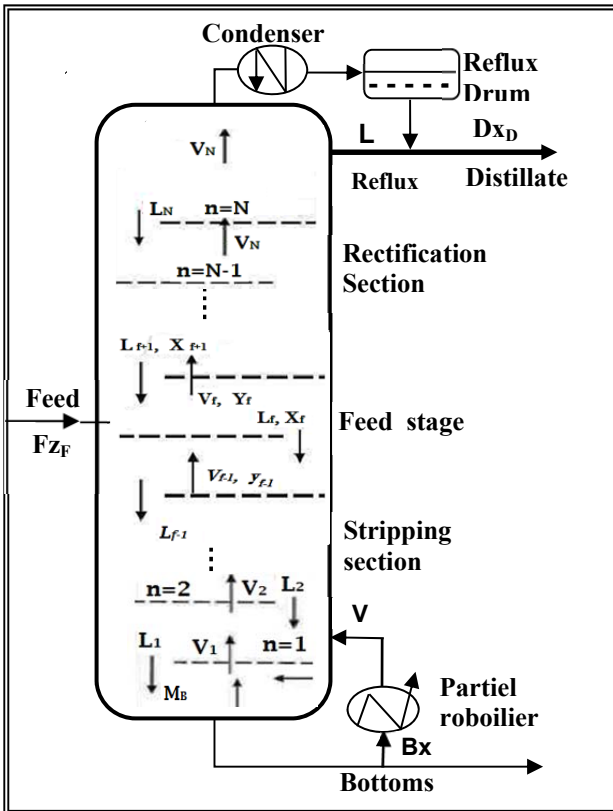 Condenser
Reflux
Drum
V_N
L
Dx_D
Reflux
Distillate
L_N
n=N
V_N
n=N-1
Rectification
Section
L_f+1, X_f+1
V_f, Y_f
Feed
Fz_F
L_f, X_f
Feed stage
V_f-1, y_f-1
L_f-1
Stripping
section
n=2
V_2
L_2
V
L_1
V_1
n=1
M_B
Partiel
roboilier
Bx
Bottoms